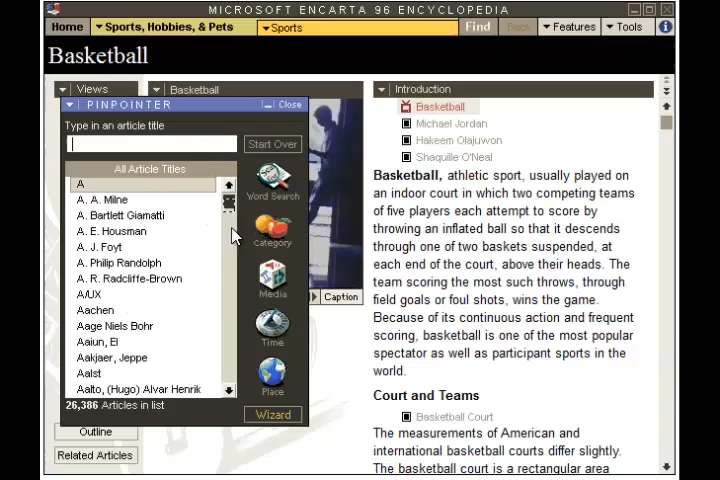 MICROSOFT ENCARTA 96 ENCYCLOPEDIA
Home
Sports, Hobbies, & Pets
Sports
Find
Back
Features
Tools
Basketball
Views
Basketball
PINPOINTER
Close
Type in an article title
Start Over
All Article Titles
A
A. A. Milne
A. Bartlett Giamatti
A. E. Housman
A. J. Foyt
A. Philip Randolph
A. R. Radcliffe-Brown
A/UX
Aachen
Aage Niels Bohr
Aaiun, El
Aakjaer, Jeppe
Aalst
Aalto, (Hugo) Alvar Henrik
26,386 Articles in list
Word Search
Category
Media
Time
Place
Wizard
Caption
Outline
Related Articles
Introduction
Basketball
Michael Jordan
Hakeem Olajuwon
Shaquille O'Neal
Basketball, athletic sport, usually played on
an indoor court in which two competing teams
of five players each attempt to score by
throwing an inflated ball so that it descends
through one of two baskets suspended, at
each end of the court, above their heads. The
team scoring the most such throws, through
field goals or foul shots, wins the game.
Because of its continuous action and frequent
scoring, basketball is one of the most popular
spectator as well as participant sports in the
world.
Court and Teams
Basketball Court
The measurements of American and
international basketball courts differ slightly.
The basketball court is a rectangular area